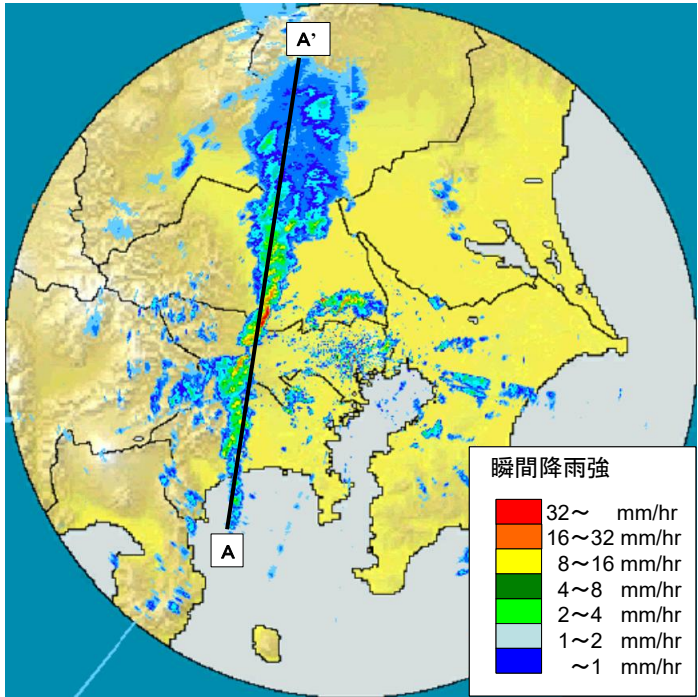 A’
A
瞬間降雨強
32～ mm/hr
16～32 mm/hr
8～16 mm/hr
4～8 mm/hr
2～4 mm/hr
1～2 mm/hr
～1 mm/hr